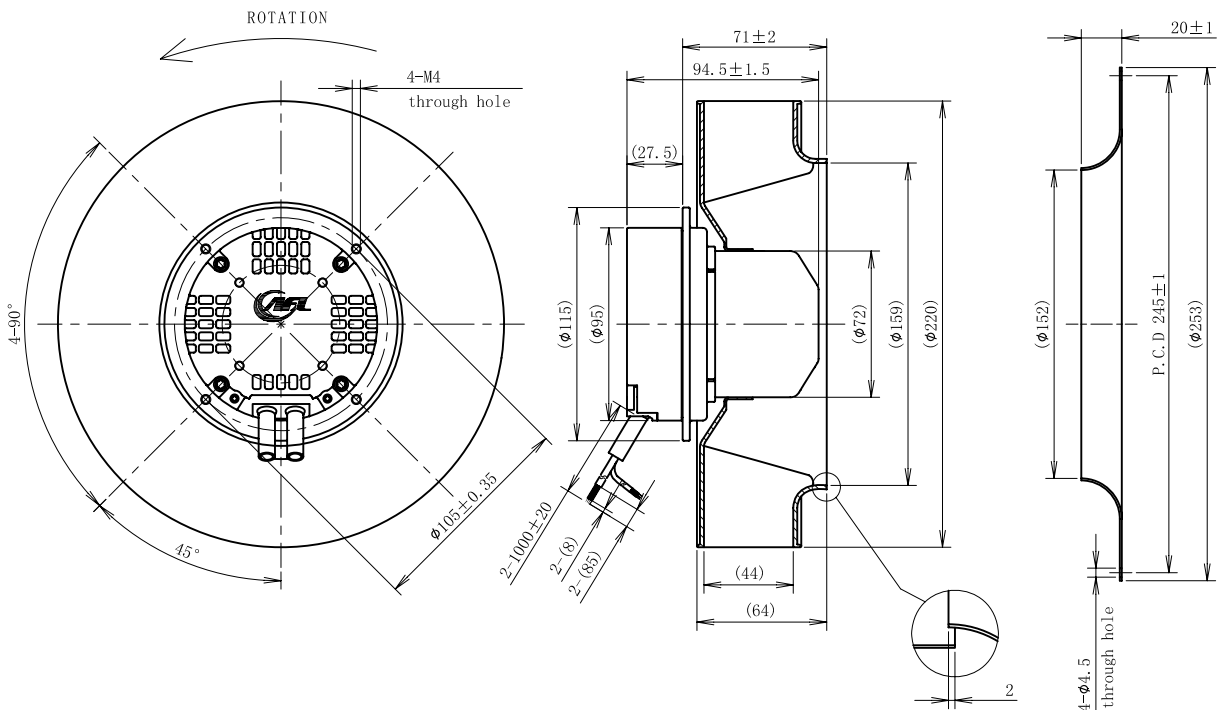 ROTATION
4-M4
through hole
4-90°
45°
φ105±0.35
71±2
94.5±1.5
(27.5)
(φ115)
(φ95)
(φ72)
(φ159)
(φ220)
2-1000±20
2-(8)
2-(85)
(44)
(64)
2
20±1
(φ152)
P.C.D 245±1
(φ253)
4-φ4.5
through hole